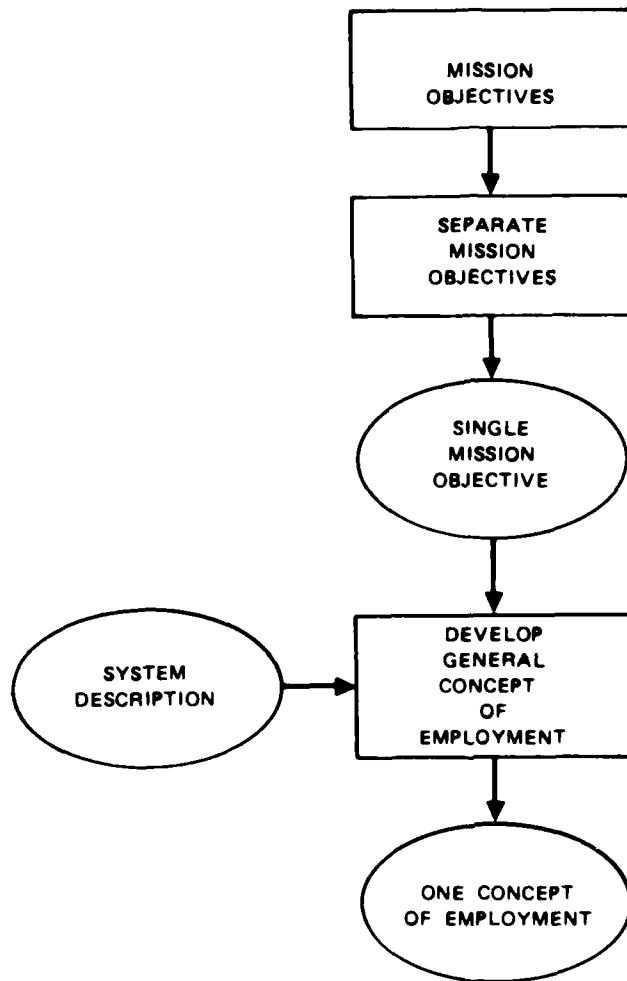 MISSION
OBJECTIVES
SEPARATE
MISSION
OBJECTIVES
SINGLE
MISSION
OBJECTIVE
SYSTEM
DESCRIPTION
DEVELOP
GENERAL
CONCEPT
OF
EMPLOYMENT
ONE CONCEPT
OF EMPLOYMENT